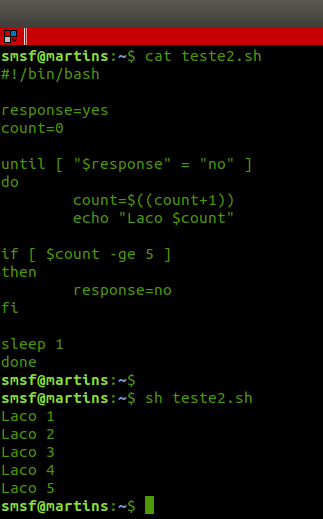 smsf@martins:~$ cat teste2.sh
#!/bin/bash

response=yes
count=0

until [ "$response" = "no" ]
do
        count=$((count+1))
        echo "Laco $count"

if [ $count -ge 5 ]
then
        response=no
fi

sleep 1
done
smsf@martins:~$
smsf@martins:~$ sh teste2.sh
Laco 1
Laco 2
Laco 3
Laco 4
Laco 5
smsf@martins:~$